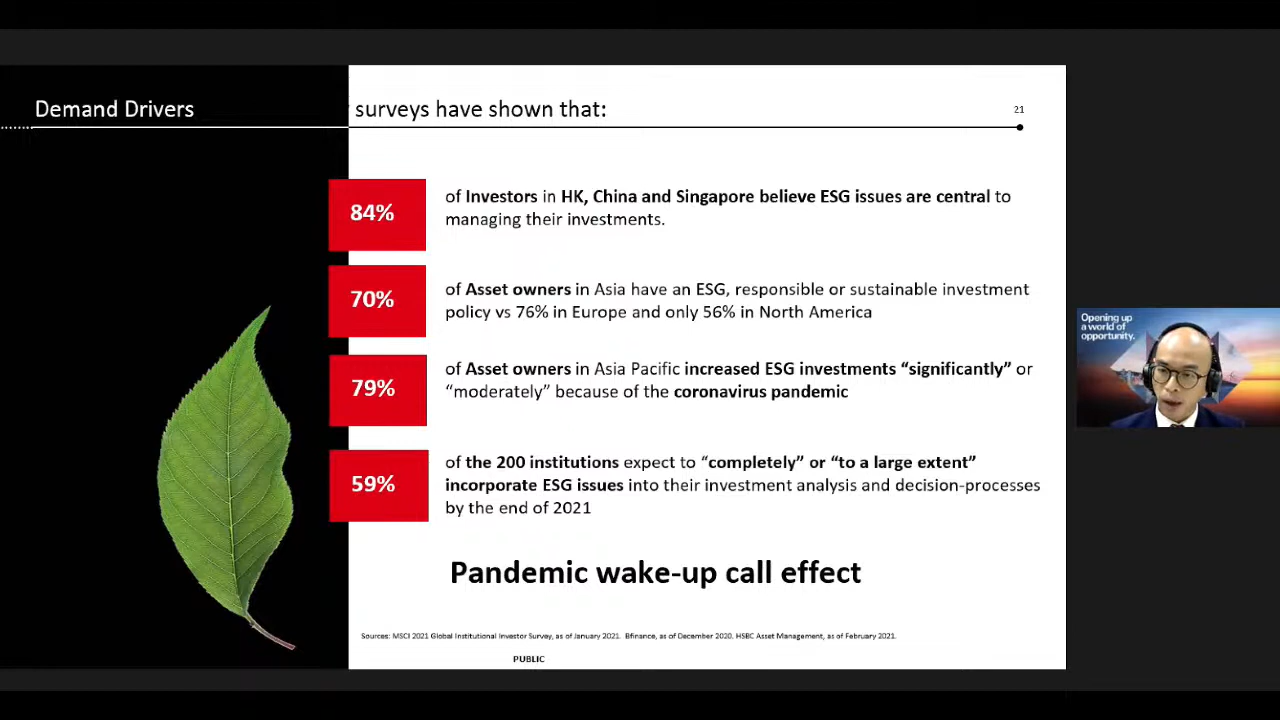 Demand Drivers
surveys have shown that:
21
84%
of Investors in HK, China and Singapore believe ESG issues are central to
managing their investments.
70%
of Asset owners in Asia have an ESG, responsible or sustainable investment
policy vs 76% in Europe and only 56% in North America
79%
of Asset owners in Asia Pacific increased ESG investments “significantly” or
“moderately” because of the coronavirus pandemic
59%
of the 200 institutions expect to “completely” or “to a large extent”
incorporate ESG issues into their investment analysis and decision-processes
by the end of 2021
Pandemic wake-up call effect
Sources: MSCI 2021 Global Institutional Investor Survey, as of January 2021. Bfinance, as of December 2020. HSBC Asset Management, as of February 2021.
PUBLIC
Opening up
a world of
opportunity.